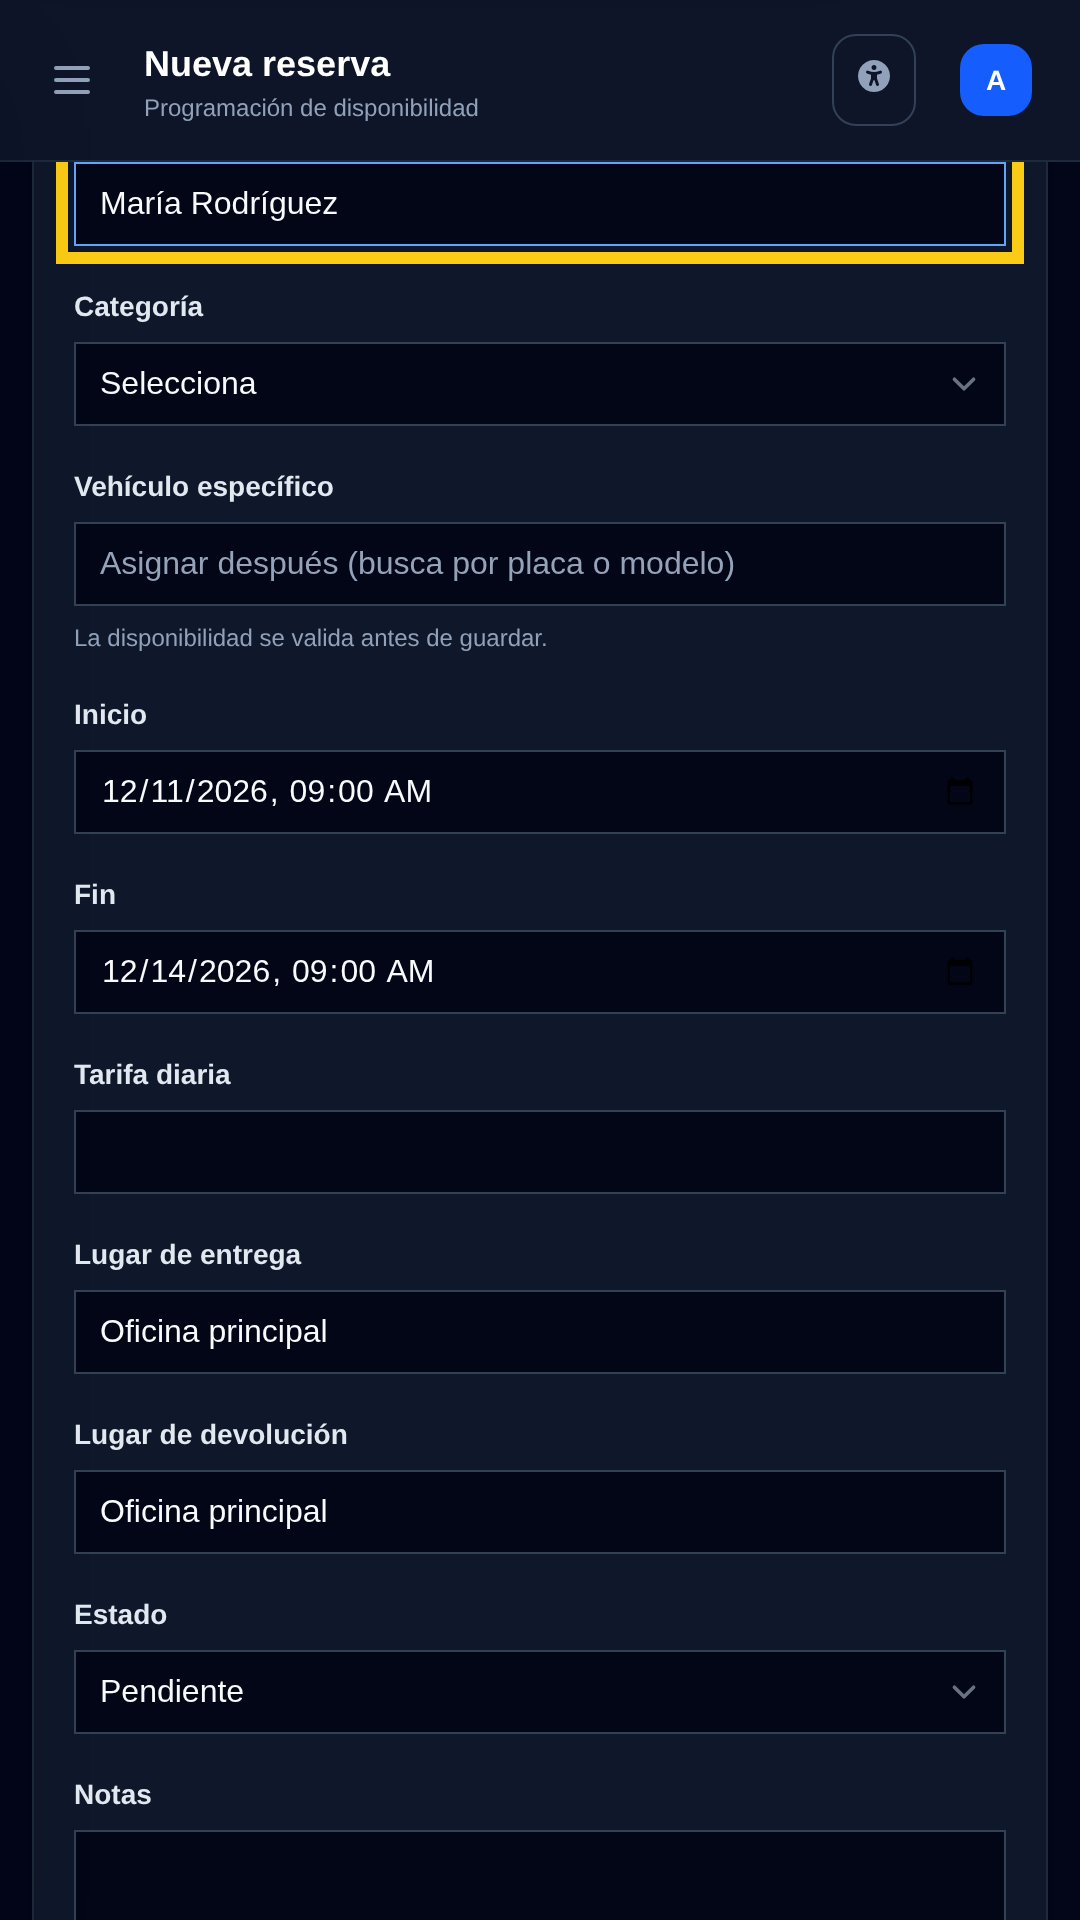 Nueva reserva
Programación de disponibilidad
A
María Rodríguez
Categoría
Selecciona
Vehículo específico
Asignar después (busca por placa o modelo)
La disponibilidad se valida antes de guardar.
Inicio
12/11/2026, 09:00 AM
Fin
12/14/2026, 09:00 AM
Tarifa diaria
Lugar de entrega
Oficina principal
Lugar de devolución
Oficina principal
Estado
Pendiente
Notas